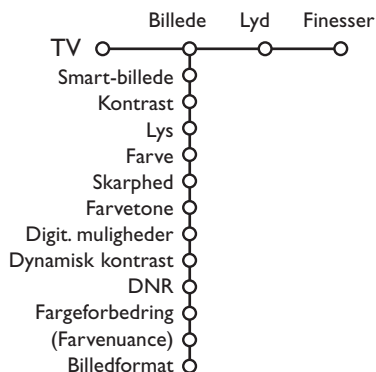 Billede Lyd Finesser
TV
Smart-billede
Kontrast
Lys
Farve
Skarphed
Farvetone
Digit. muligheder
Dynamisk kontrast
DNR
Fargeforbedring
(Farvenuance)
Billedformat